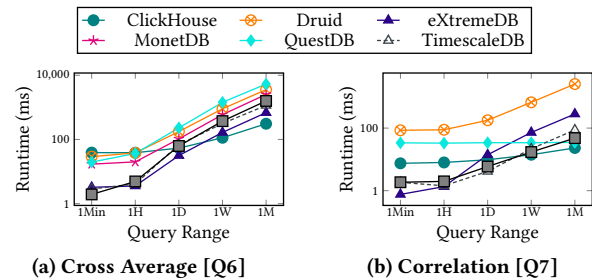 ClickHouse Druid eXtremeDB
MonetDB QuestDB TimescaleDB
10,000
100
1
Runtime (ms)
1Min 1H 1D 1W 1M
Query Range
(a) Cross Average [Q6]
100
1
Runtime (ms)
1Min 1H 1D 1W 1M
Query Range
(b) Correlation [Q7]